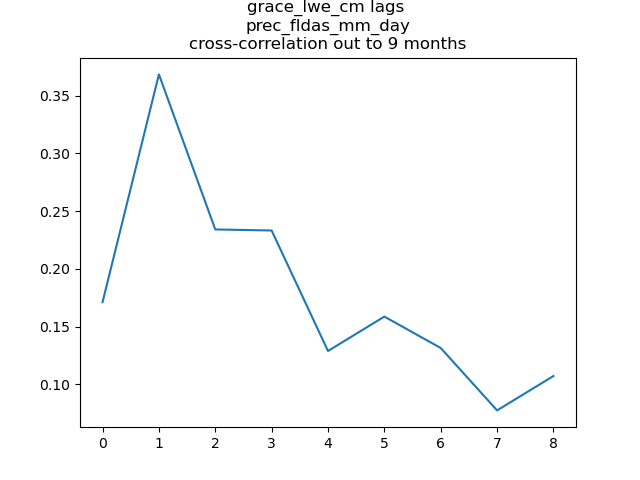 grace_lwe_cm lags
prec_fldas_mm_day
cross-correlation out to 9 months
0.35
0.30
0.25
0.20
0.15
0.10
0 1 2 3 4 5 6 7 8